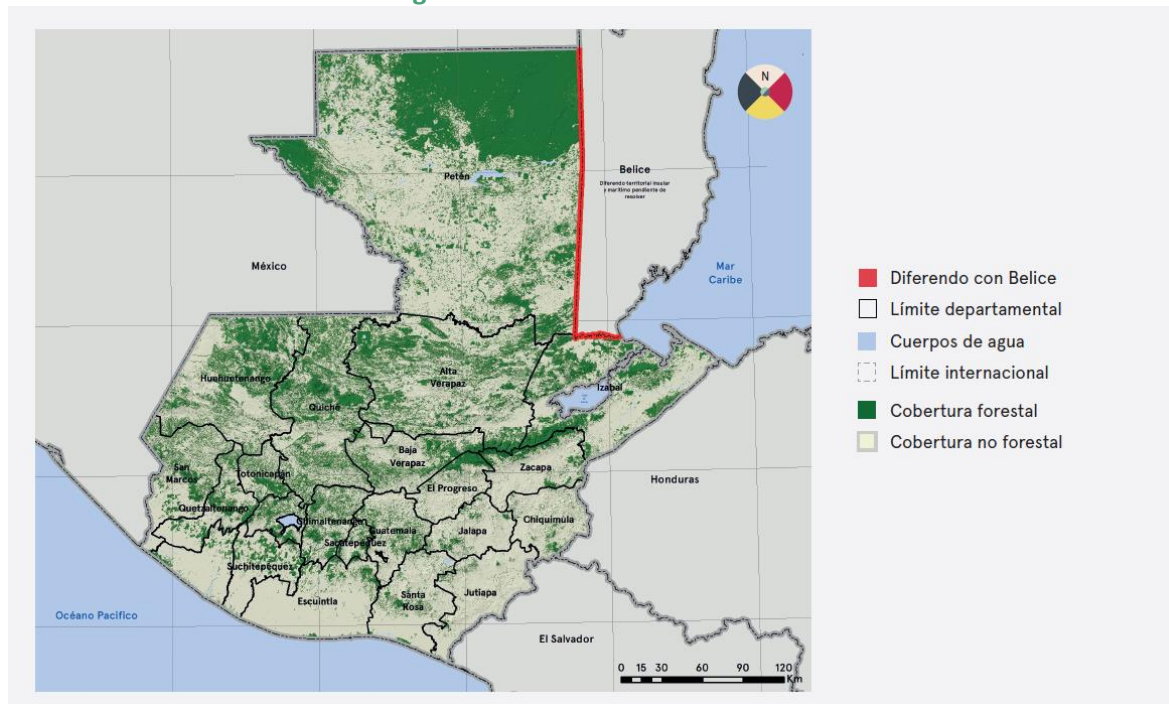 N
Belice
Diferendo territorial insular
y marítimo pendiente de
resolver
Petén
México
Mar
Caribe
Huehuetenango
Quiché
Alta
Verapaz
Izabal
San
Marcos
Totonicapán
Baja
Verapaz
Zacapa
El Progreso
Honduras
Quetzaltenango
Chimaltenango
Guatemala
Sacatepéquez
Jalapa
Chiquimula
Suchitepéquez
Escuintla
Santa
Rosa
Jutiapa
Océano Pacífico
El Salvador
0 15 30 60 90 120
Km
Diferendo con Belice
Límite departamental
Cuerpos de agua
Límite internacional
Cobertura forestal
Cobertura no forestal